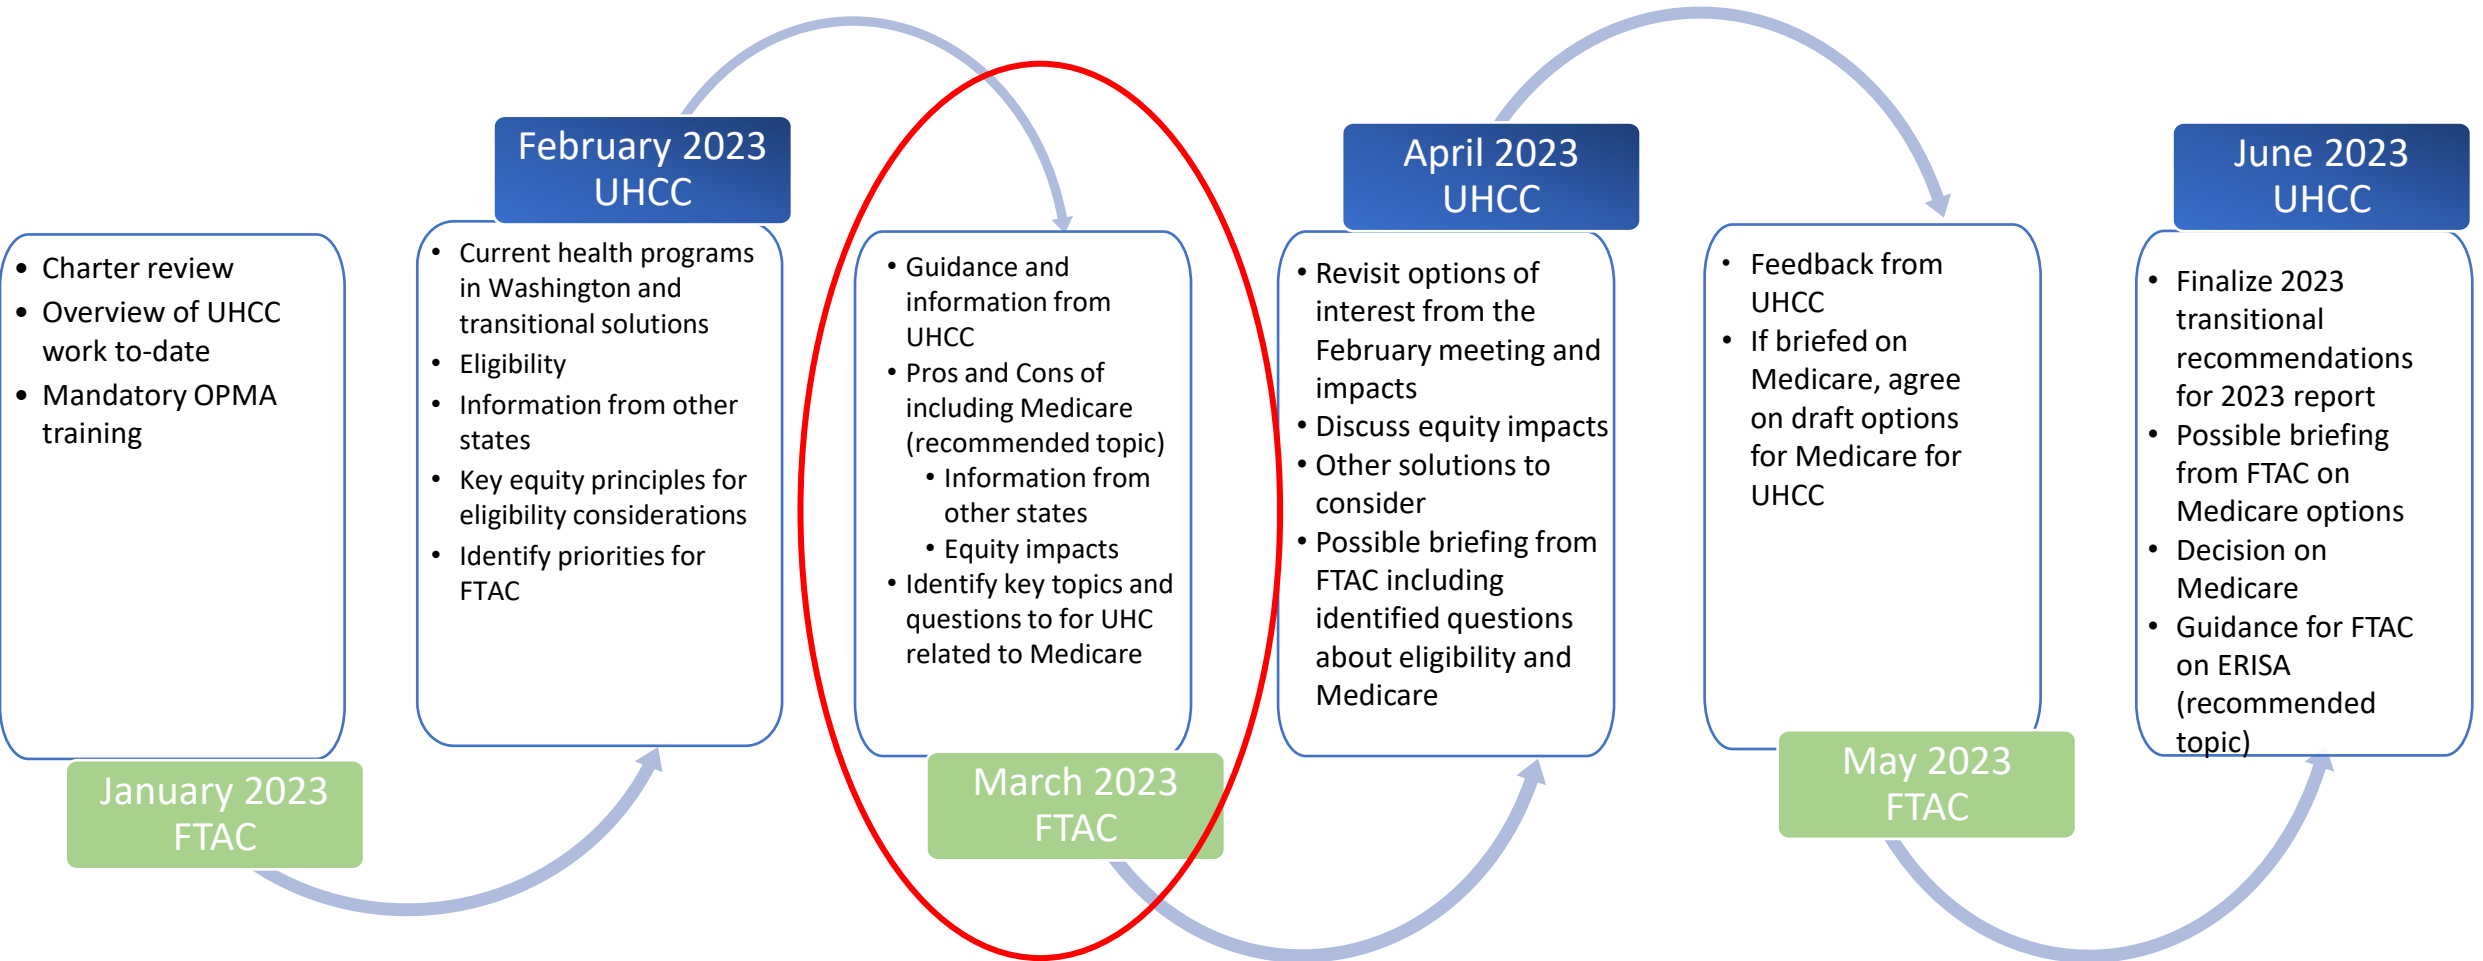 • Charter review
• Overview of UHCC
work to-date
• Mandatory OPMA
training
January 2023
FTAC
February 2023
UHCC
• Current health programs
in Washington and
transitional solutions
• Eligibility
• Information from other
states
• Key equity principles for
eligibility considerations
• Identify priorities for
FTAC
• Guidance and
information from
UHCC
• Pros and Cons of
including Medicare
(recommended topic)
• Information from
other states
• Equity impacts
• Identify key topics and
questions to for UHC
related to Medicare
March 2023
FTAC
April 2023
UHCC
• Revisit options of
interest from the
February meeting and
impacts
• Discuss equity impacts
• Other solutions to
consider
• Possible briefing from
FTAC including
identified questions
about eligibility and
Medicare
• Feedback from
UHCC
• If briefed on
Medicare, agree
on draft options
for Medicare for
UHCC
May 2023
FTAC
June 2023
UHCC
• Finalize 2023
transitional
recommendations
for 2023 report
• Possible briefing
from FTAC on
Medicare options
• Decision on
Medicare
• Guidance for FTAC
on ERISA
(recommended
topic)